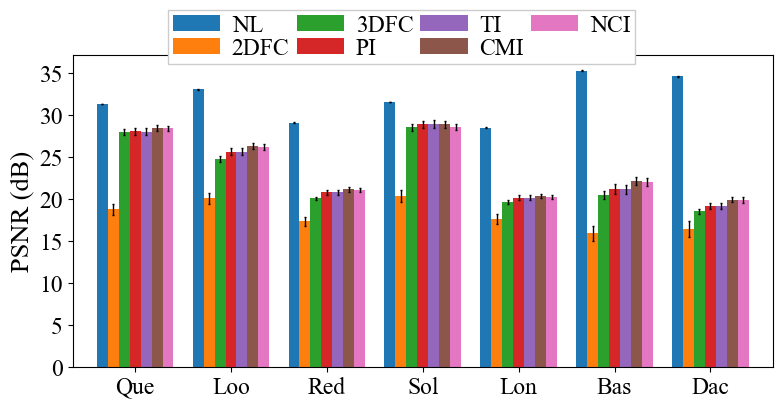 NL 3DFC TI NCI
2DFC PI CMI
PSNR (dB)
35
30
25
20
15
10
5
0
Que Loo Red Sol Lon Bas Dac